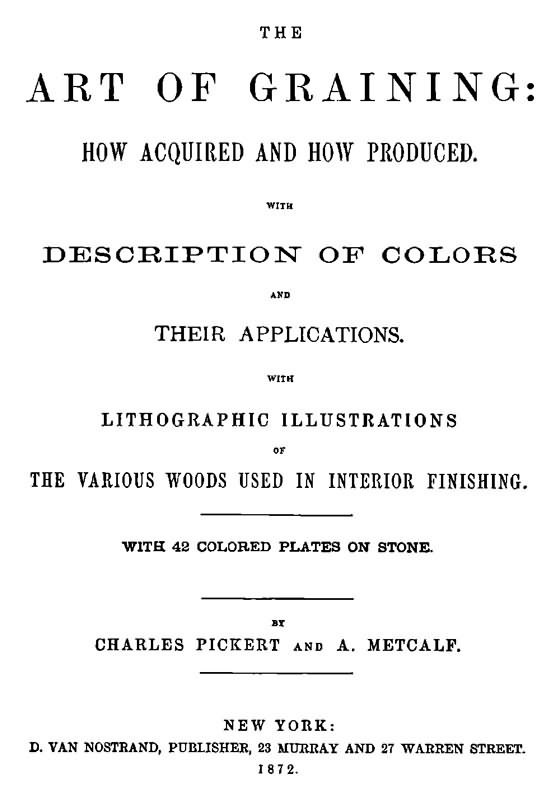 THE
ART OF GRAINING:
HOW ACQUIRED AND HOW PRODUCED.
WITH
DESCRIPTION OF COLORS
AND
THEIR APPLICATIONS.
WITH
LITHOGRAPHIC ILLUSTRATIONS
OF
THE VARIOUS WOODS USED IN INTERIOR FINISHING.
WITH 42 COLORED PLATES ON STONE.
BY
CHARLES PICKERT AND A. METCALF.
NEW YORK:
D. VAN NOSTRAND, PUBLISHER, 23 MURRAY AND 27 WARREN STREET.
1872.